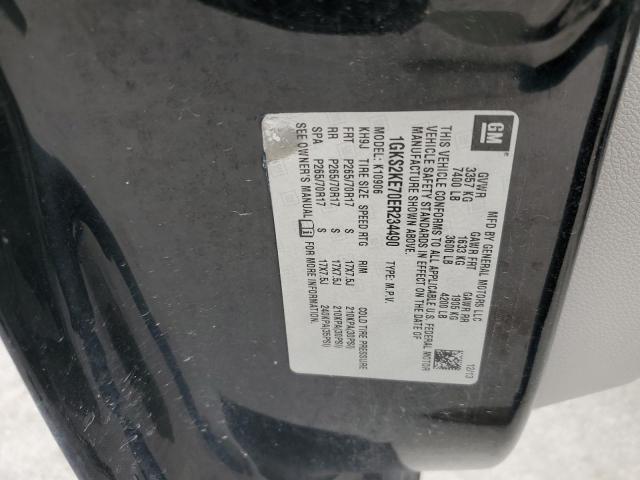 GM
MFD BY GENERAL MOTORS LLC
12/13
GVWR GAWR FRT GAWR RR
3357 KG 1633 KG 1905 KG
7400 LB 3600 LB 4200 LB
THIS VEHICLE CONFORMS TO ALL APPLICABLE U.S. FEDERAL MOTOR
VEHICLE SAFETY STANDARDS IN EFFECT ON THE DATE OF
MANUFACTURE SHOWN ABOVE.
1GKS2KE70ER234490 TYPE: M.P.V.
MODEL: K10906
KH9J TIRE SIZE SPEED RTG RIM COLD TIRE PRESSURE
FRT P265/70R17 S 17X7.5J 210KPA(30PSI)
RR P265/70R17 S 17X7.5J 210KPA(30PSI)
SPA P265/70R17 S 17X7.5J 240KPA(35PSI)
SEE OWNER'S MANUAL FOR MORE INFORMATION.